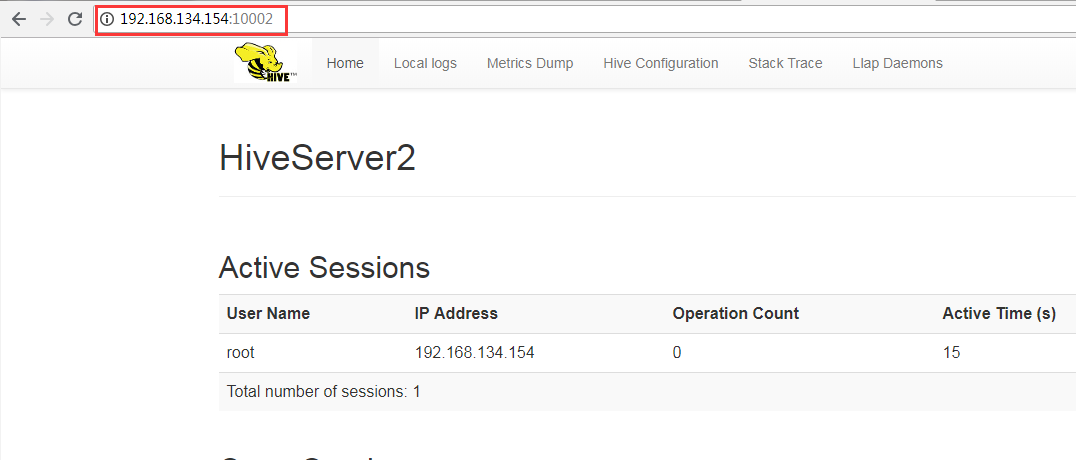 192.168.134.154:10002
HIVE™
Home Local logs Metrics Dump Hive Configuration Stack Trace Llap Daemons
HiveServer2
Active Sessions
User Name IP Address Operation Count Active Time (s)
root 192.168.134.154 0 15
Total number of sessions: 1